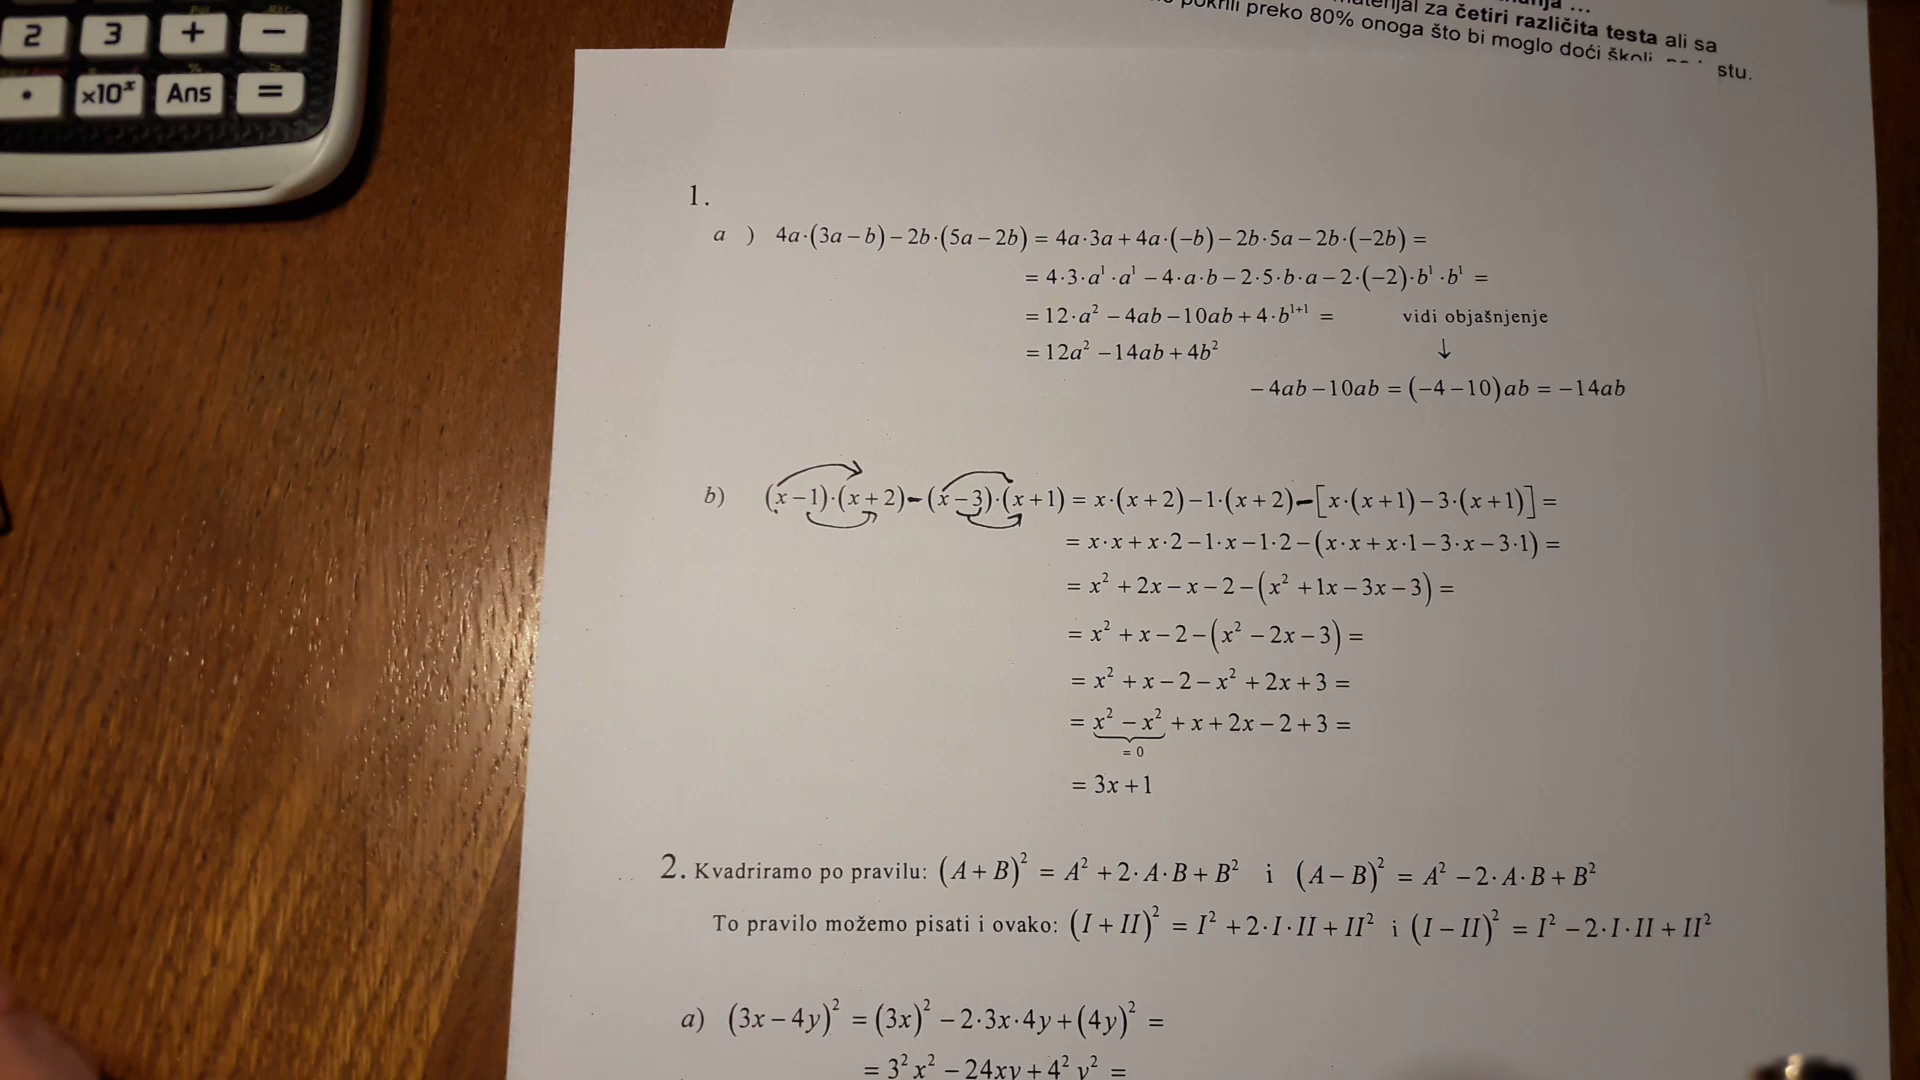 2 3 + −
• ×10ˣ Ans =
za četiri različita testa ali sa
preko 80% onoga što bi moglo doći
stu.
1.
a ) 4a·(3a−b)−2b·(5a−2b) = 4a·3a+4a·(−b)−2b·5a−2b·(−2b) =
= 4·3·a¹·a¹−4·a·b−2·5·b·a−2·(−2)·b¹·b¹ =
= 12·a²−4ab−10ab+4·b¹⁺¹ = vidi objašnjenje
= 12a²−14ab+4b² ↓
−4ab−10ab = (−4−10)ab = −14ab
b) (x−1)·(x+2)−(x−3)·(x+1) = x·(x+2)−1·(x+2)−[x·(x+1)−3·(x+1)] =
= x·x+x·2−1·x−1·2−(x·x+x·1−3·x−3·1) =
= x²+2x−x−2−(x²+1x−3x−3) =
= x²+x−2−(x²−2x−3) =
= x²+x−2−x²+2x+3 =
= x²−x²+x+2x−2+3 =
= 0
= 3x+1
2. Kvadriramo po pravilu: (A+B)² = A²+2·A·B+B² i (A−B)² = A²−2·A·B+B²
To pravilo možemo pisati i ovako: (I+II)² = I²+2·I·II+II² i (I−II)² = I²−2·I·II+II²
a) (3x−4y)² = (3x)²−2·3x·4y+(4y)² =
= 3²x²−24xy+4²y² =